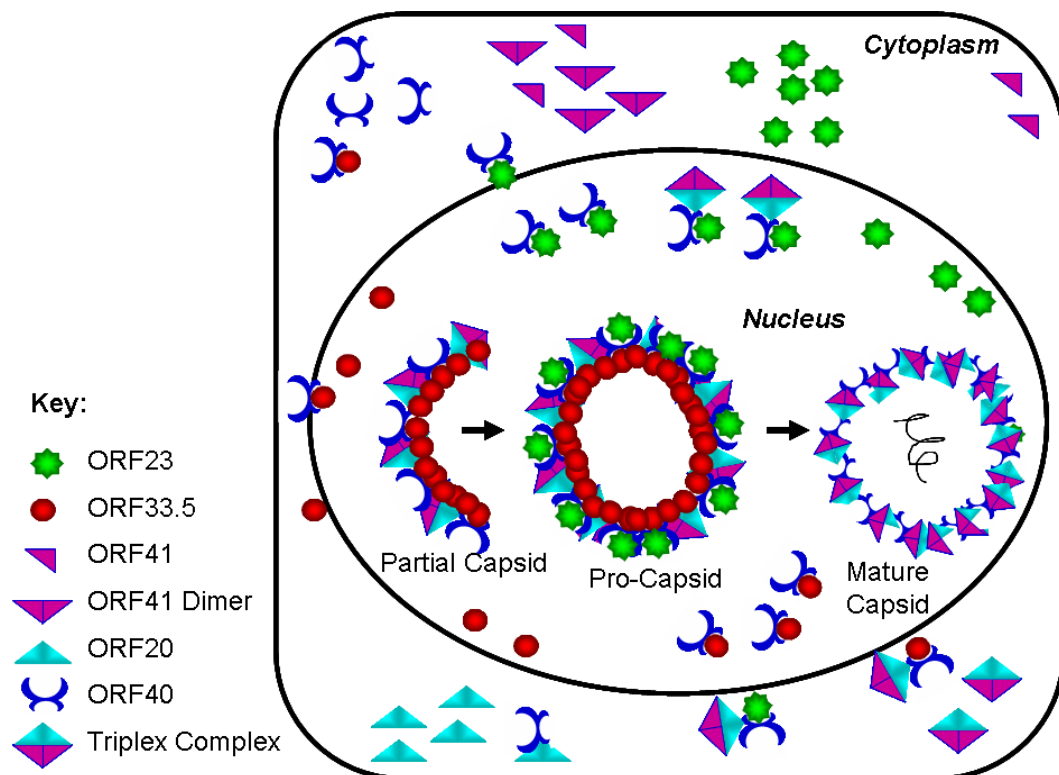 Cytoplasm
Nucleus
Partial Capsid
Pro-Capsid
Mature
Capsid
Key:
ORF23
ORF33.5
ORF41
ORF41 Dimer
ORF20
ORF40
Triplex Complex